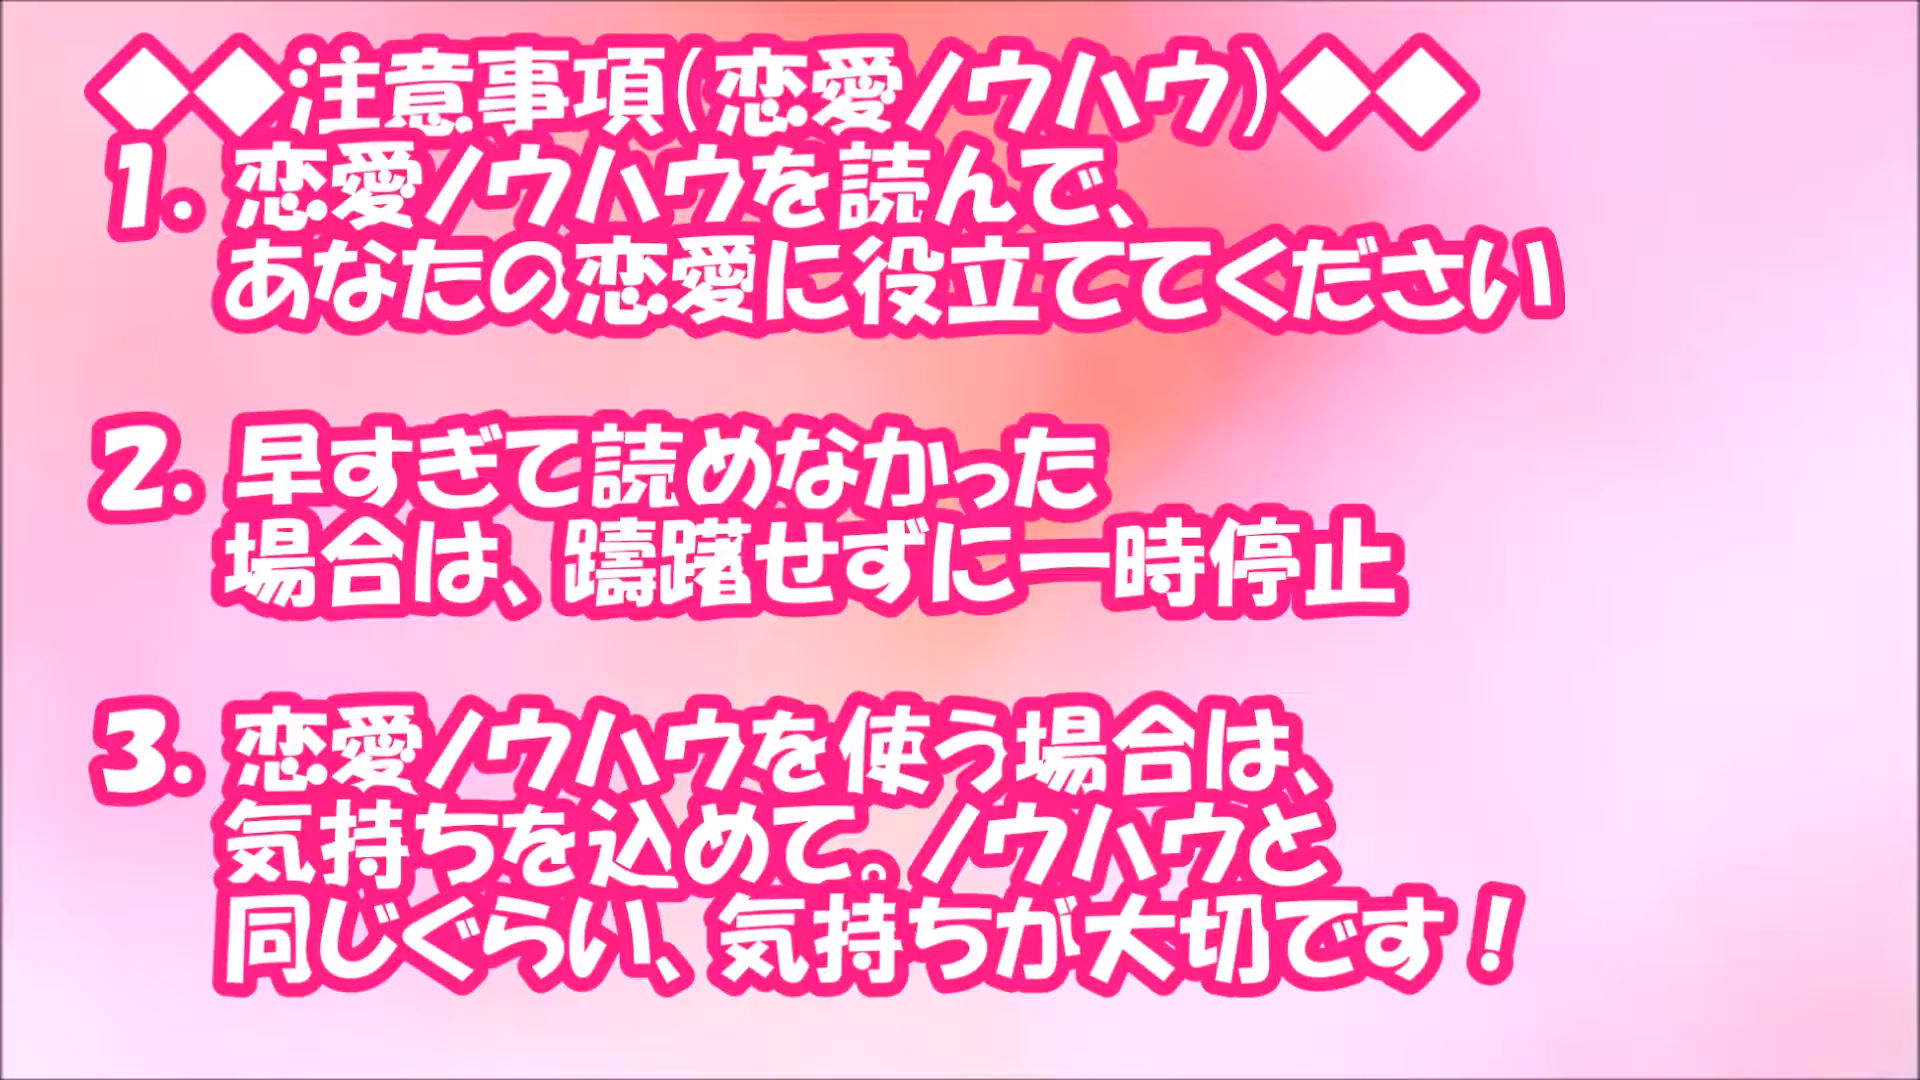 ◆◆注意事項(恋愛ノウハウ)◆◆
1. 恋愛ノウハウを読んで、
あなたの恋愛に役立ててください
2. 早すぎて読めなかった
場合は、躊躇せずに一時停止
3. 恋愛ノウハウを使う場合は、
気持ちを込めて。ノウハウと
同じぐらい、気持ちが大切です！